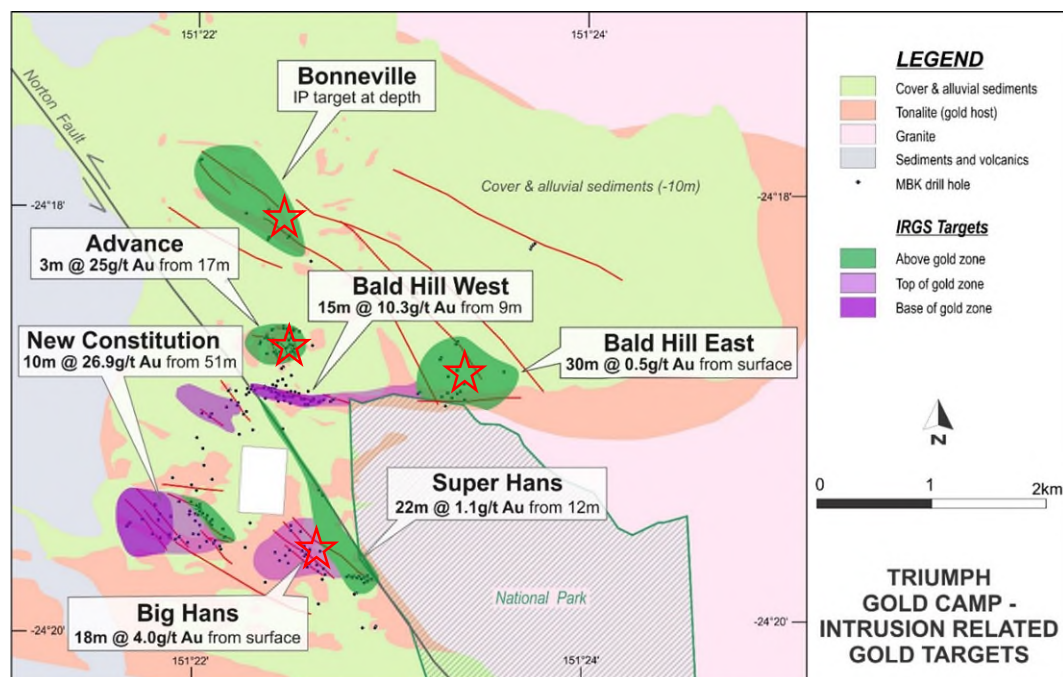 151°22'
151°24'
Norton Fault
Bonneville
IP target at depth
-24°18'
-24°18'
Cover & alluvial sediments (-10m)
Advance
3m @ 25g/t Au from 17m
Bald Hill West
15m @ 10.3g/t Au from 9m
New Constitution
10m @ 26.9g/t Au from 51m
Bald Hill East
30m @ 0.5g/t Au from surface
Super Hans
22m @ 1.1g/t Au from 12m
National Park
Big Hans
18m @ 4.0g/t Au from surface
-24°20'
-24°20'
151°22'
151°24'
LEGEND
Cover & alluvial sediments
Tonalite (gold host)
Granite
Sediments and volcanics
MBK drill hole
IRGS Targets
Above gold zone
Top of gold zone
Base of gold zone
N
0 1 2km
TRIUMPH
GOLD CAMP -
INTRUSION RELATED
GOLD TARGETS